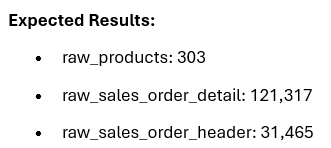 Expected Results:
• raw_products: 303
• raw_sales_order_detail: 121,317
• raw_sales_order_header: 31,465